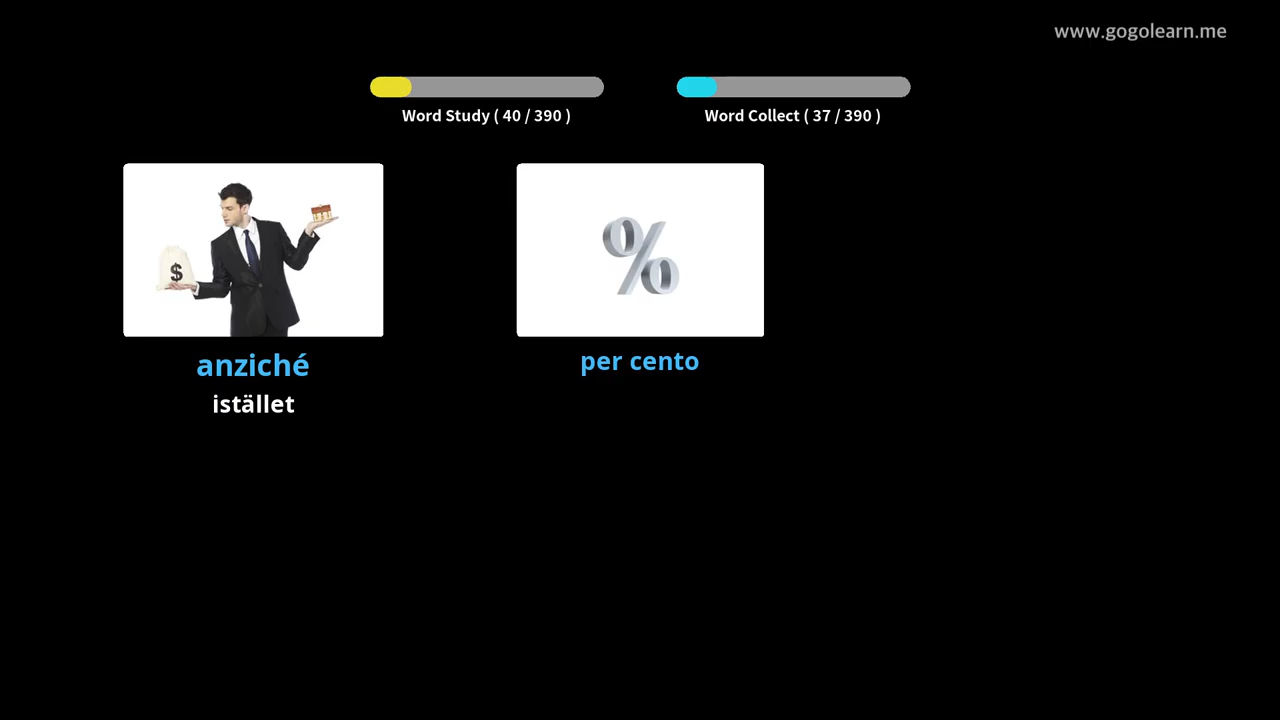 www.gogolearn.me
Word Study ( 40 / 390 )
Word Collect ( 37 / 390 )
$
%
anziché
per cento
istället